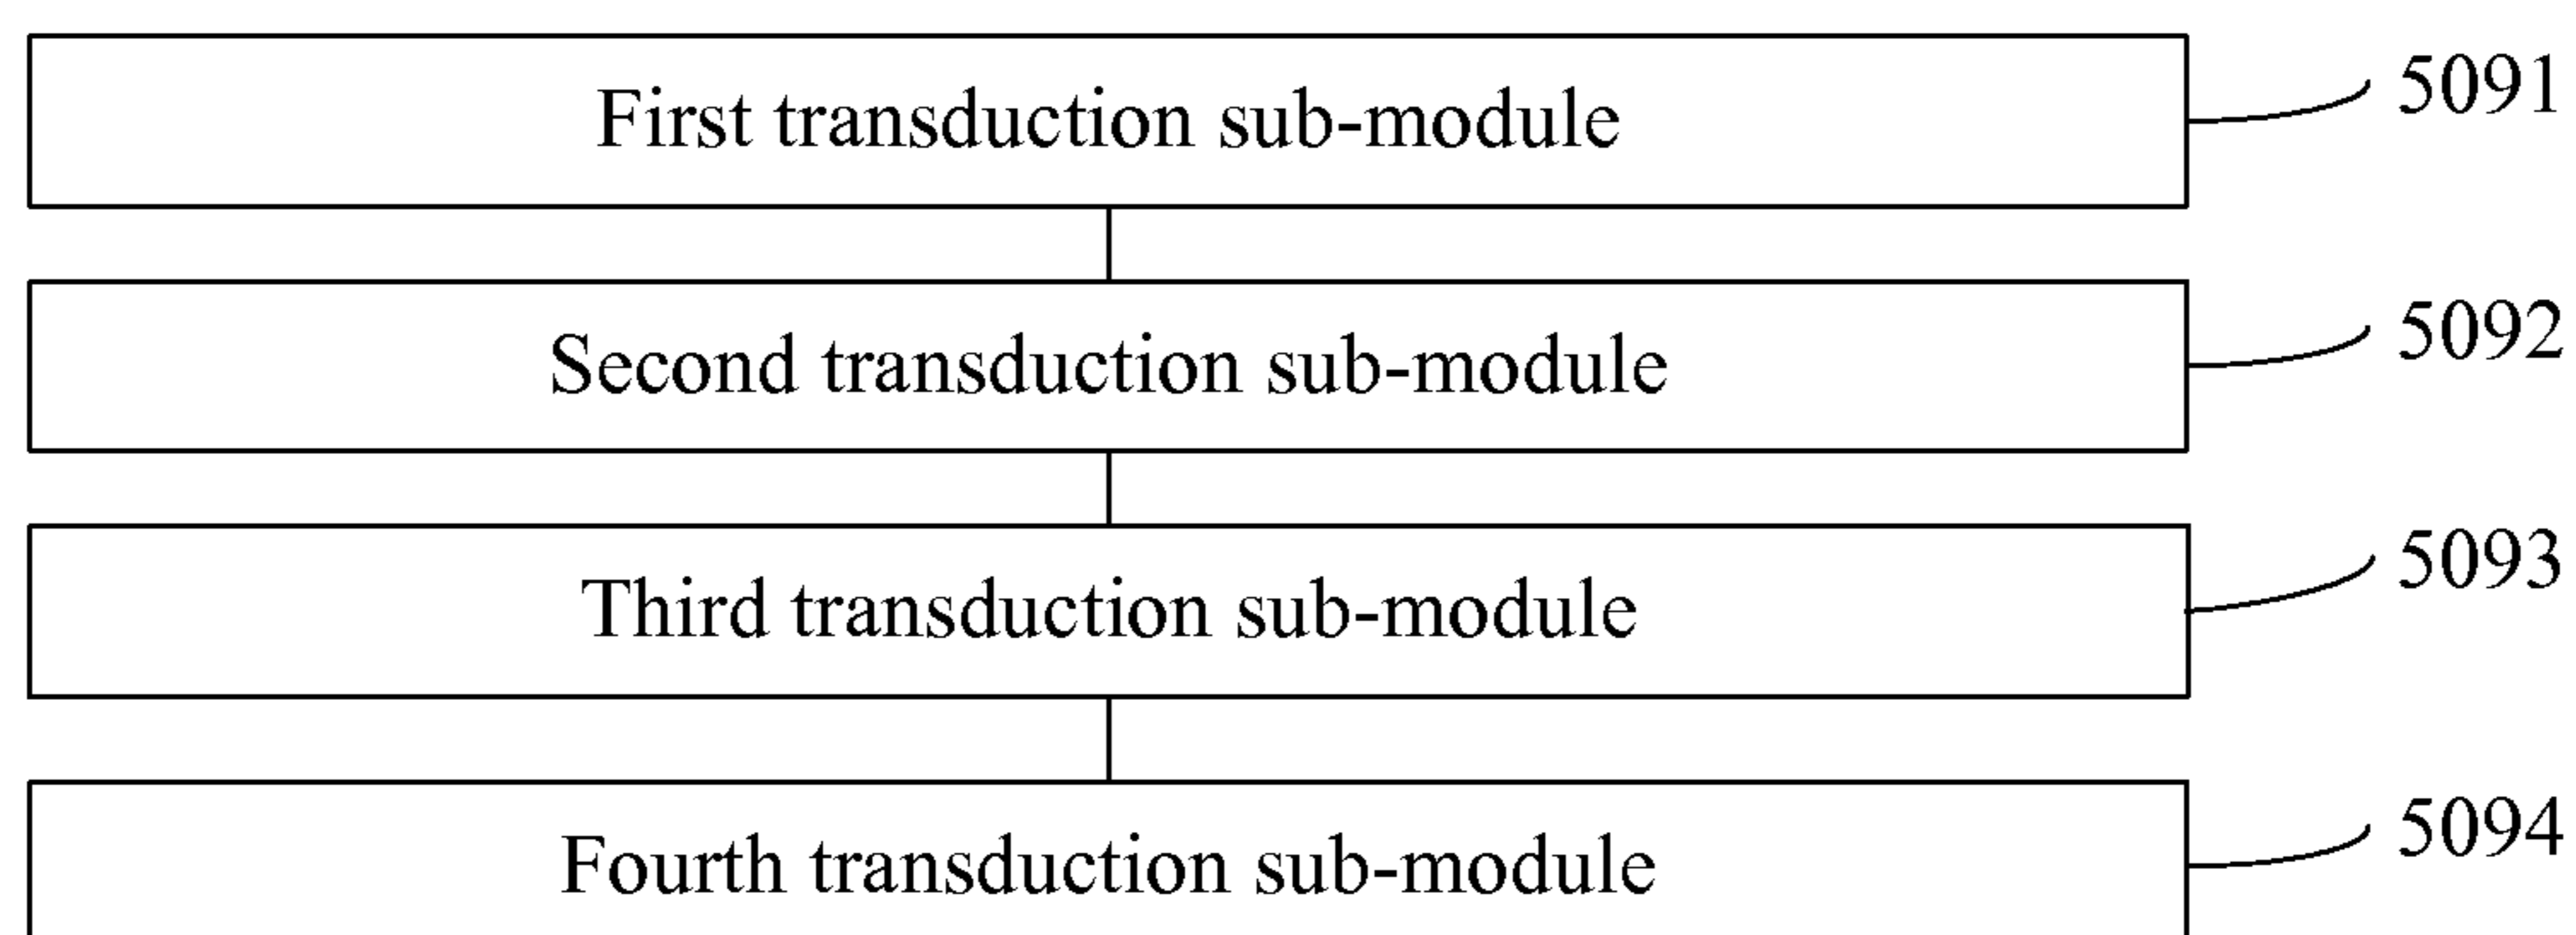 First transduction sub-module 5091
Second transduction sub-module 5092
Third transduction sub-module 5093
Fourth transduction sub-module 5094